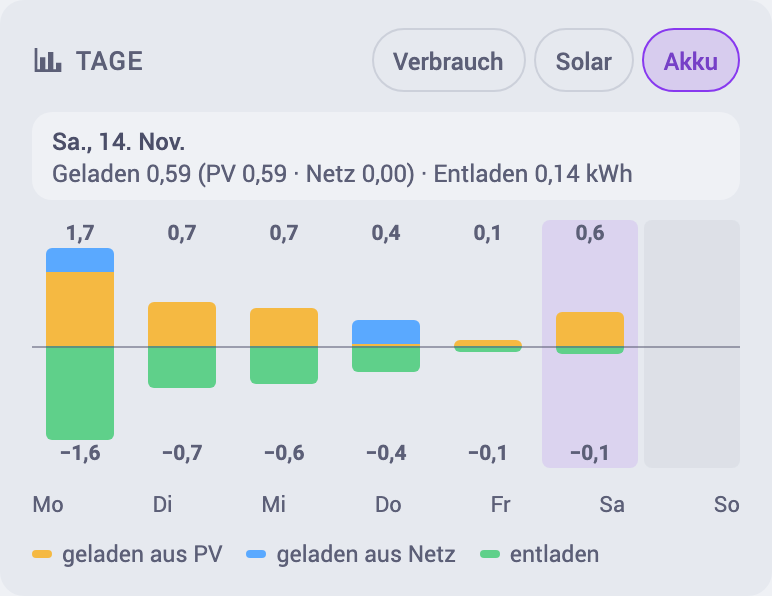 TAGE Verbrauch Solar Akku
Sa., 14. Nov.
Geladen 0,59 (PV 0,59 · Netz 0,00) · Entladen 0,14 kWh
1,7 0,7 0,7 0,4 0,1 0,6
−1,6 −0,7 −0,6 −0,4 −0,1 −0,1
Mo Di Mi Do Fr Sa So
geladen aus PV geladen aus Netz entladen